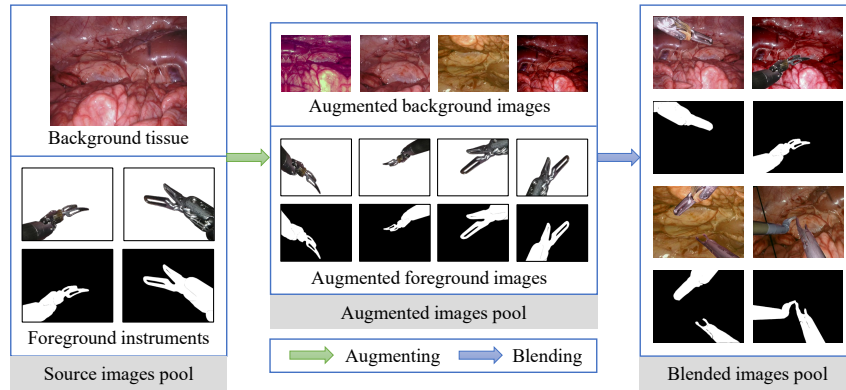 Background tissue
Foreground instruments
Source images pool
Augmented background images
Augmented foreground images
Augmented images pool
Augmenting
Blending
Blended images pool